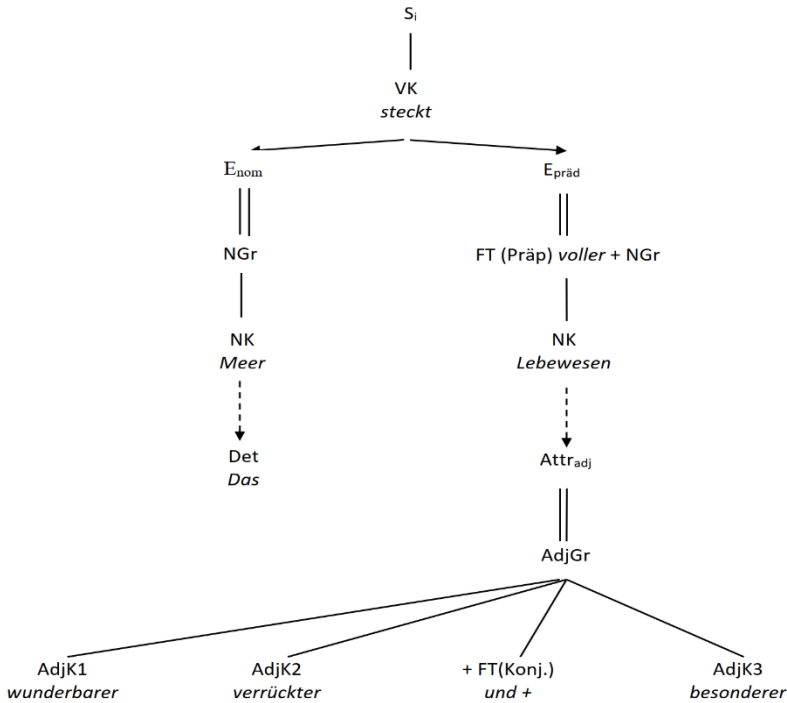 Si
VK
steckt
Enom Epräd
NGr FT (Präp) voller + NGr
NK NK
Meer Lebewesen
Det Attradj
Das
AdjGr
AdjK1 AdjK2 + FT(Konj.) AdjK3
wunderbarer verrückter und + besonderer